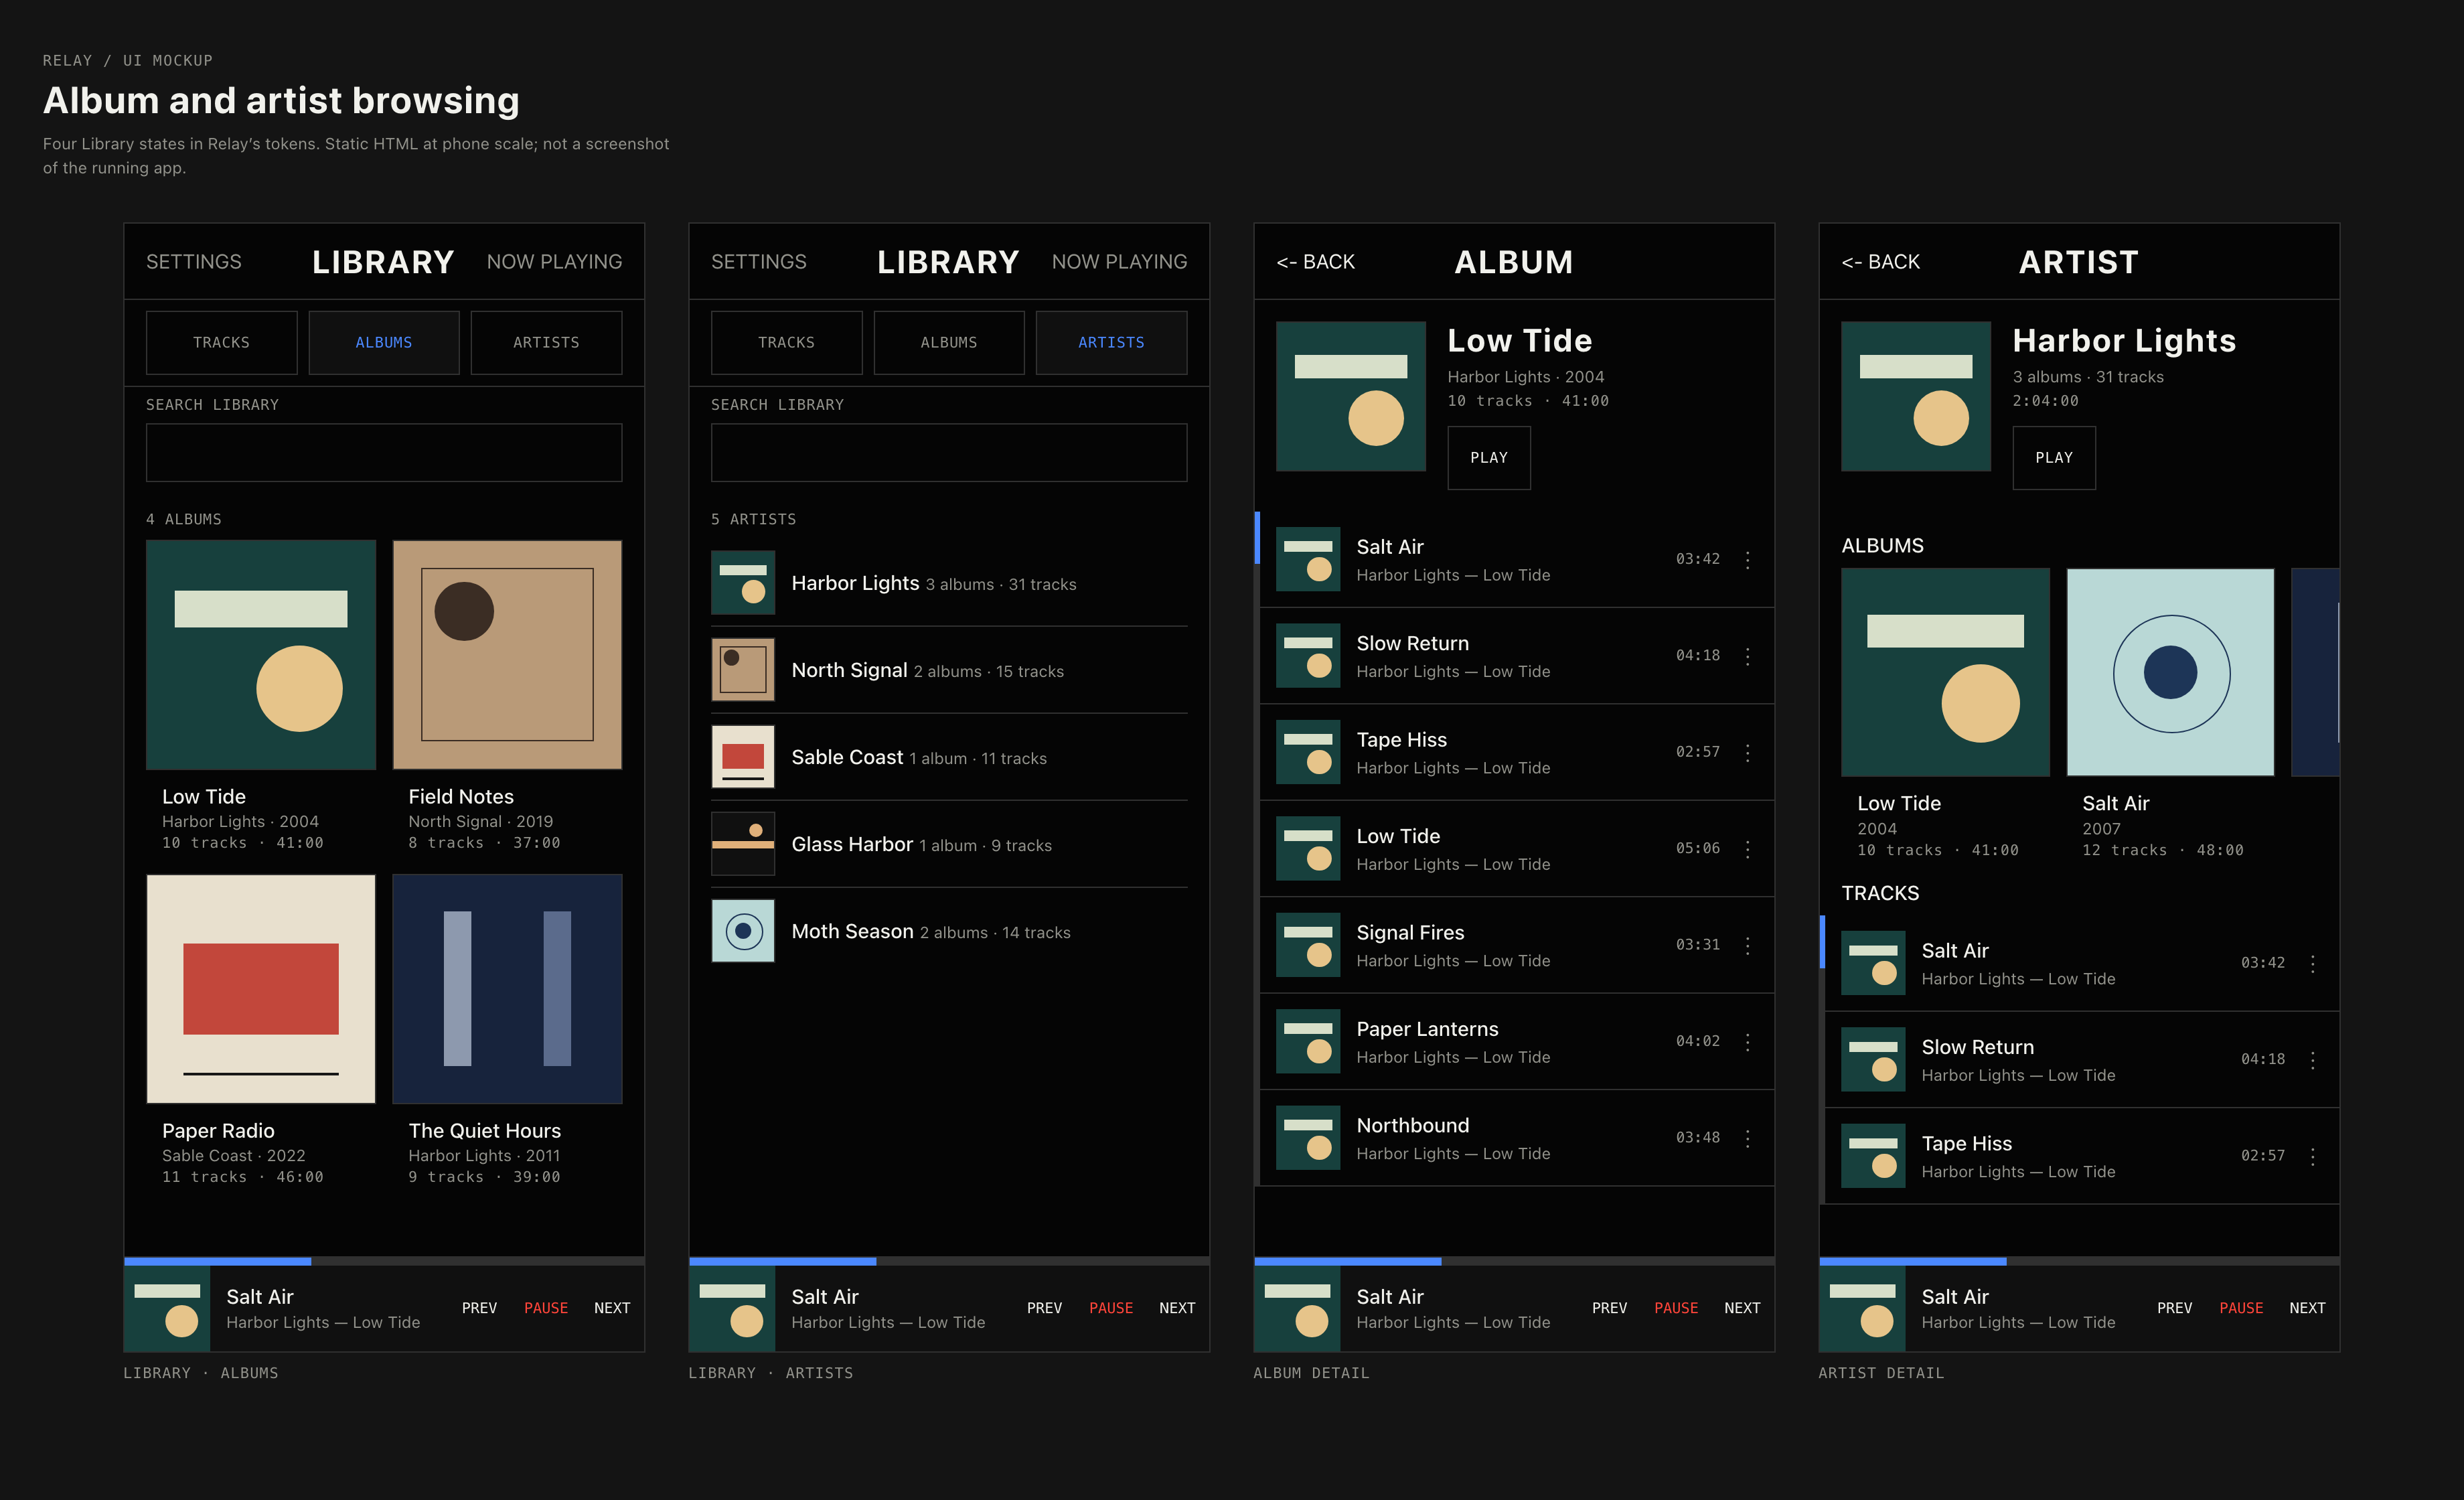 RELAY / UI MOCKUP
Album and artist browsing
Four Library states in Relay’s tokens. Static HTML at phone scale; not a screenshot
of the running app.
SETTINGS LIBRARY NOW PLAYING
TRACKS ALBUMS ARTISTS
SEARCH LIBRARY
4 ALBUMS
Low Tide
Harbor Lights · 2004
10 tracks · 41:00
Field Notes
North Signal · 2019
8 tracks · 37:00
Paper Radio
Sable Coast · 2022
11 tracks · 46:00
The Quiet Hours
Harbor Lights · 2011
9 tracks · 39:00
Salt Air
Harbor Lights — Low Tide
PREV PAUSE NEXT
LIBRARY · ALBUMS
SETTINGS LIBRARY NOW PLAYING
TRACKS ALBUMS ARTISTS
SEARCH LIBRARY
5 ARTISTS
Harbor Lights 3 albums · 31 tracks
North Signal 2 albums · 15 tracks
Sable Coast 1 album · 11 tracks
Glass Harbor 1 album · 9 tracks
Moth Season 2 albums · 14 tracks
Salt Air
Harbor Lights — Low Tide
PREV PAUSE NEXT
LIBRARY · ARTISTS
<- BACK ALBUM
Low Tide
Harbor Lights · 2004
10 tracks · 41:00
PLAY
Salt Air
Harbor Lights — Low Tide
03:42
Slow Return
Harbor Lights — Low Tide
04:18
Tape Hiss
Harbor Lights — Low Tide
02:57
Low Tide
Harbor Lights — Low Tide
05:06
Signal Fires
Harbor Lights — Low Tide
03:31
Paper Lanterns
Harbor Lights — Low Tide
04:02
Northbound
Harbor Lights — Low Tide
03:48
Salt Air
Harbor Lights — Low Tide
PREV PAUSE NEXT
ALBUM DETAIL
<- BACK ARTIST
Harbor Lights
3 albums · 31 tracks
2:04:00
PLAY
ALBUMS
Low Tide
2004
10 tracks · 41:00
Salt Air
2007
12 tracks · 48:00
TRACKS
Salt Air
Harbor Lights — Low Tide
03:42
Slow Return
Harbor Lights — Low Tide
04:18
Tape Hiss
Harbor Lights — Low Tide
02:57
Salt Air
Harbor Lights — Low Tide
PREV PAUSE NEXT
ARTIST DETAIL